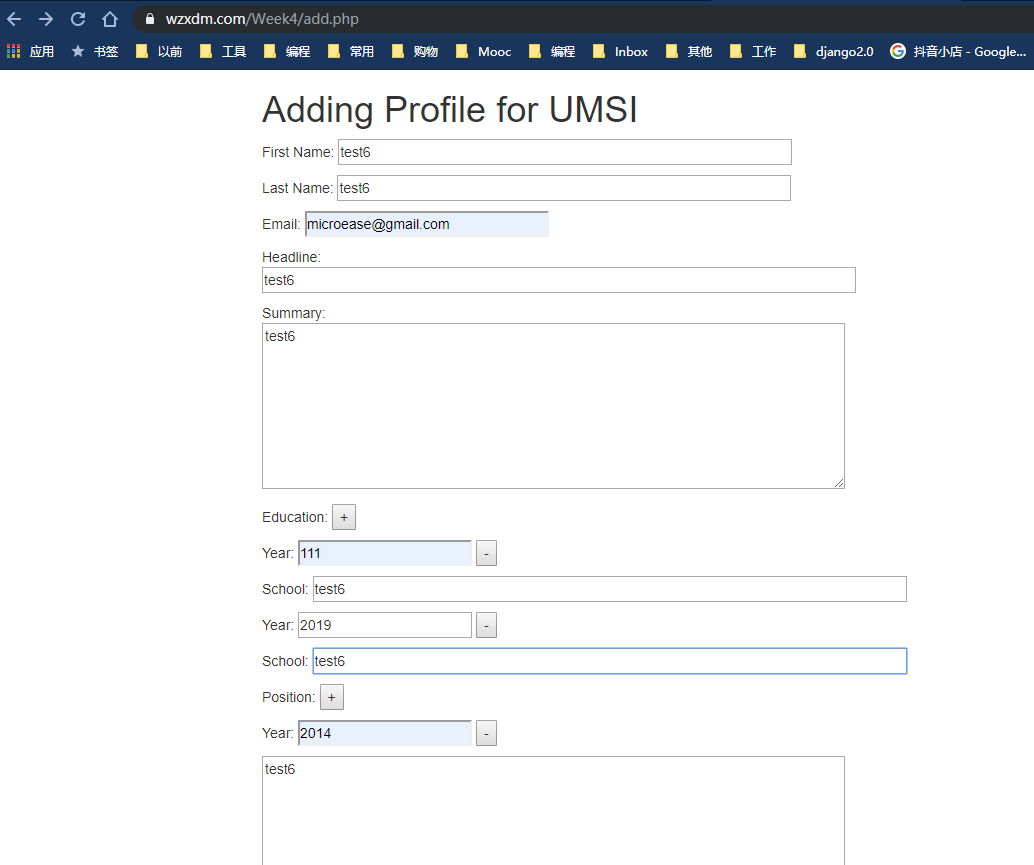 wzxdm.com/Week4/add.php
应用 书签 以前 工具 编程 常用 购物 Mooc 编程 Inbox 其他 工作 django2.0 抖音小店 - Google...
Adding Profile for UMSI
First Name: test6
Last Name: test6
Email: microease@gmail.com
Headline:
test6
Summary:
test6
Education: +
Year: 111 -
School: test6
Year: 2019 -
School: test6
Position: +
Year: 2014 -
test6